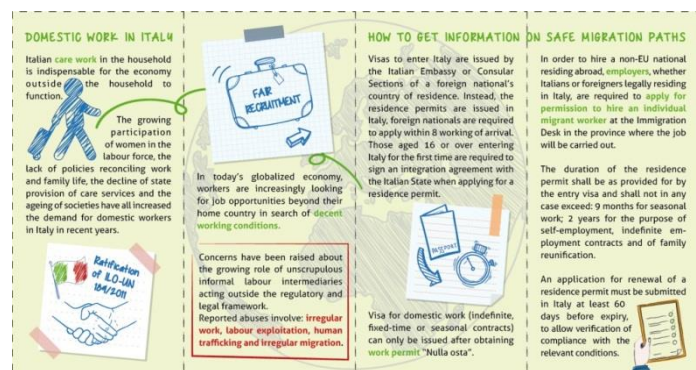 DOMESTIC WORK IN ITALY
Italian care work in the household
is indispensable for the economy
outside the household to
function.
The growing
participation
of women in the
labour force, the
lack of policies reconciling work
and family life, the decline of state
provision of care services and the
ageing of societies have all increased
the demand for domestic workers
in Italy in recent years.
Ratification
of ILO-UN
189/2011
FAIR
RECRUITMENT
In today's globalized economy,
workers are increasingly looking
for job opportunities beyond their
home country in search of decent
working conditions.
Concerns have been raised about
the growing role of unscrupulous
informal labour intermediaries
acting outside the regulatory and
legal framework.
Reported abuses involve: irregular
work, labour exploitation, human
trafficking and irregular migration.
HOW TO GET INFORMATION ON SAFE MIGRATION PATHS
Visas to enter Italy are issued by
the Italian Embassy or Consular
Sections of a foreign national's
country of residence. Instead, the
residence permits are issued in
Italy, foreign nationals are required
to apply within 8 working of arrival.
Those aged 16 or over entering
Italy for the first time are required to
sign an integration agreement with
the Italian State when applying for a
residence permit.
PASSPORT
Visa for domestic work (indefinite,
fixed-time or seasonal contracts)
can only be issued after obtaining
work permit "Nulla osta".
In order to hire a non-EU national
residing abroad, employers, whether
Italians or foreigners legally residing
in Italy, are required to apply for
permission to hire an individual
migrant worker at the Immigration
Desk in the province where the job
will be carried out.
The duration of the residence
permit shall be as provided for by
the entry visa and shall not in any
case exceed: 9 months for seasonal
work; 2 years for the purpose of
self-employment, indefinite em-
ployment contracts and of family
reunification.
An application for renewal of a
residence permit must be submitted
in Italy at least 60
days before expiry,
to allow verification of
compliance with the
relevant conditions.